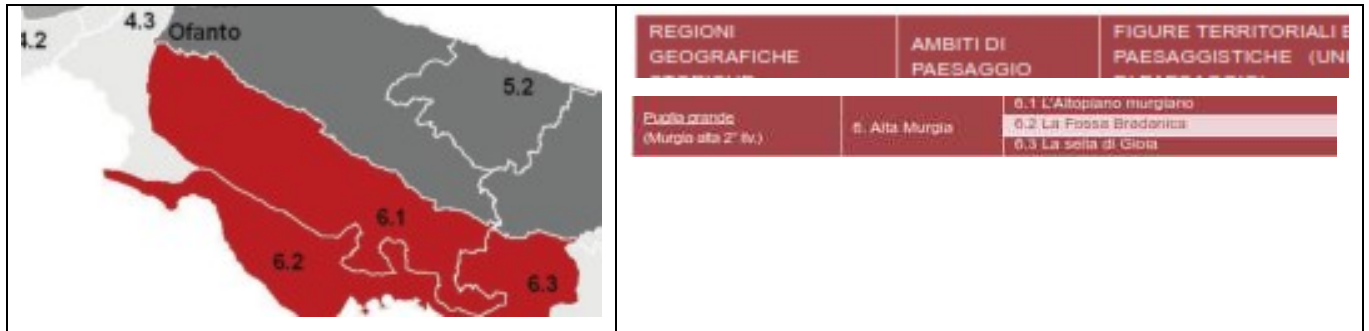 4.3
4.2
Ofanto
5.2
6.1
6.2
6.3
REGIONI
GEOGRAFICHE
AMBITI DI
PAESAGGIO
FIGURE TERRITORIALI E
PAESAGGISTICHE (UNI
Puglia grande
(Murgia alta 2° liv.)
6. Alta Murgia
6.1 L'Altopiano murgiano
6.2 La Fossa Bradanica
6.3 La sella di Gioia